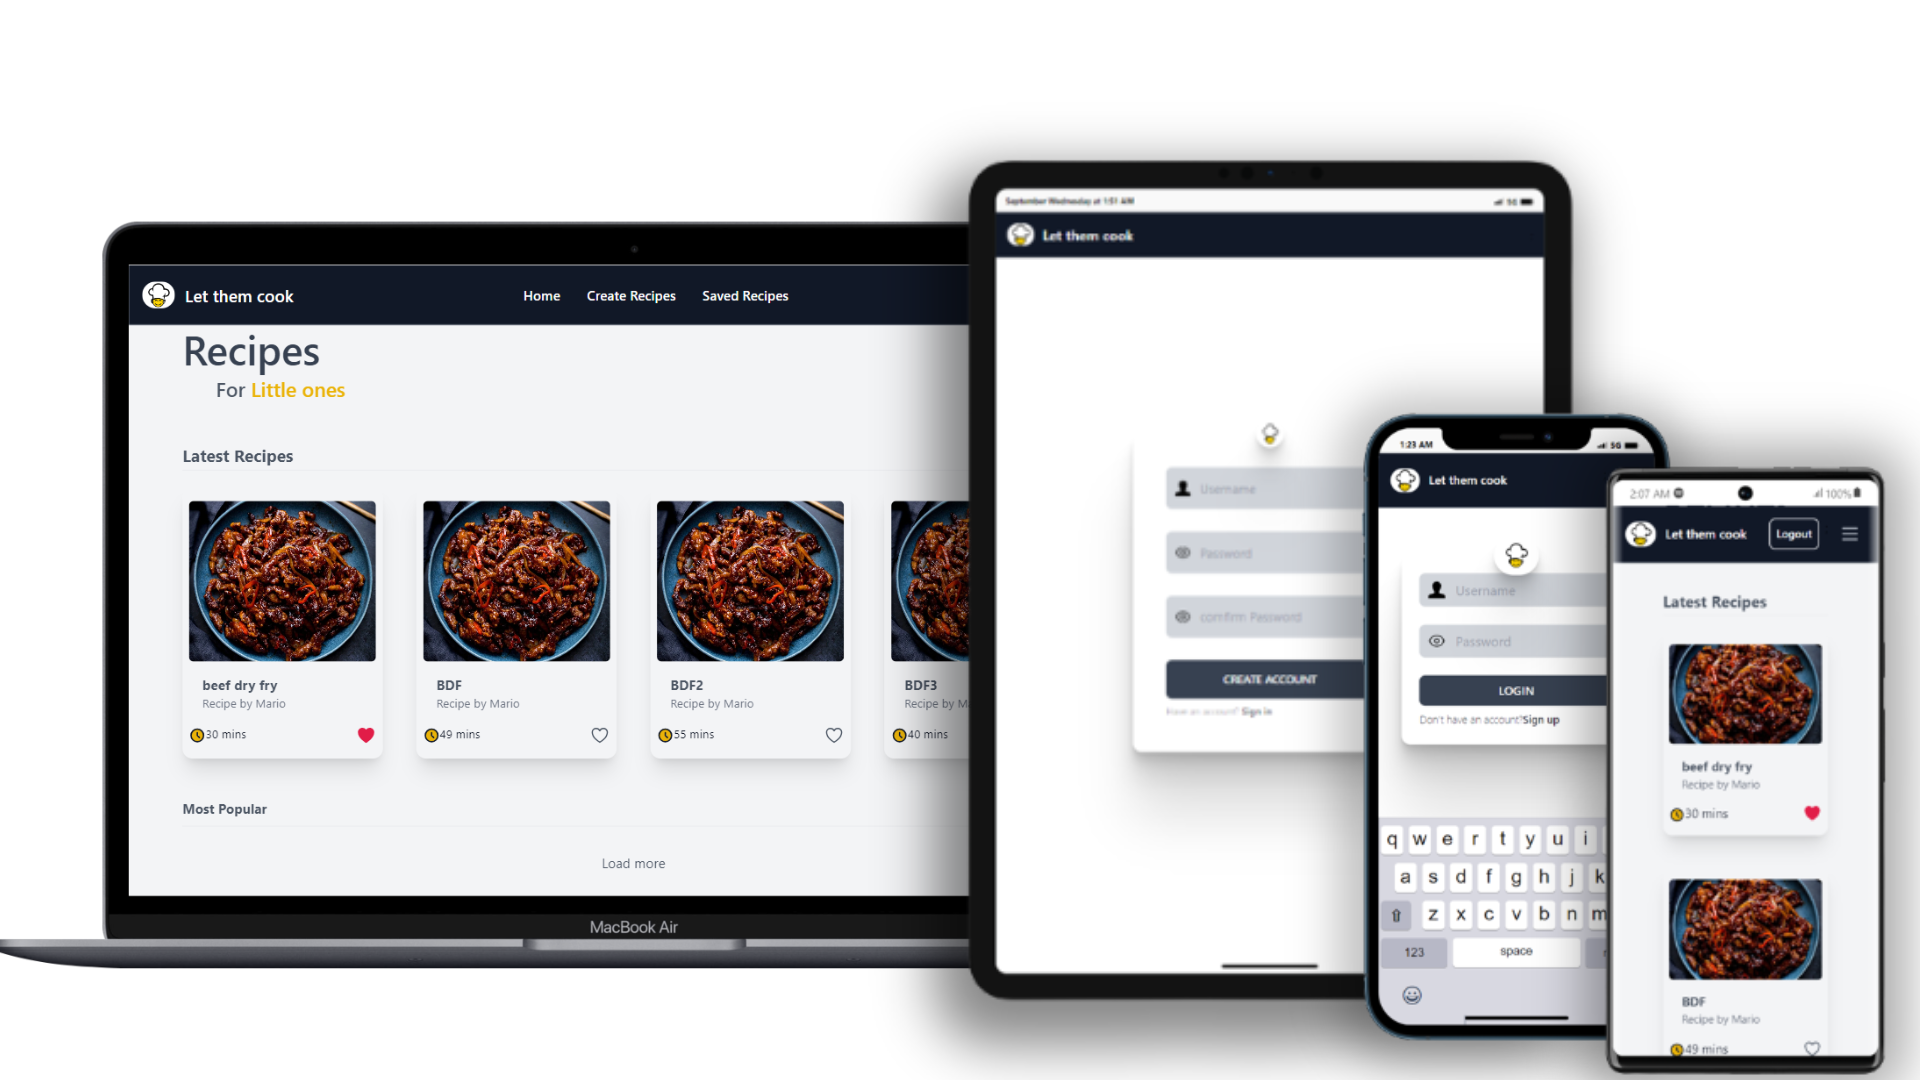 Let them cook
Home Create Recipes Saved Recipes
Recipes
For Little ones
Latest Recipes
beef dry fry
Recipe by Mario
30 mins
BDF
Recipe by Mario
49 mins
BDF2
Recipe by Mario
55 mins
BDF3
Recipe by M
40 mins
Most Popular
Load more
MacBook Air
September Wednesday at 1:51 AM 5G
Let them cook
Username
Password
comfirm Password
CREATE ACCOUNT
Have an account? Sign in
1:23 AM 5G
Let them cook
Username
Password
LOGIN
Don't have an account?Sign up
q w e r t y u i
a s d f g h j k
z x c v b n m
123 space
2:07 AM 100%
Let them cook Logout
Latest Recipes
beef dry fry
Recipe by Mario
30 mins
BDF
Recipe by Mario
49 mins